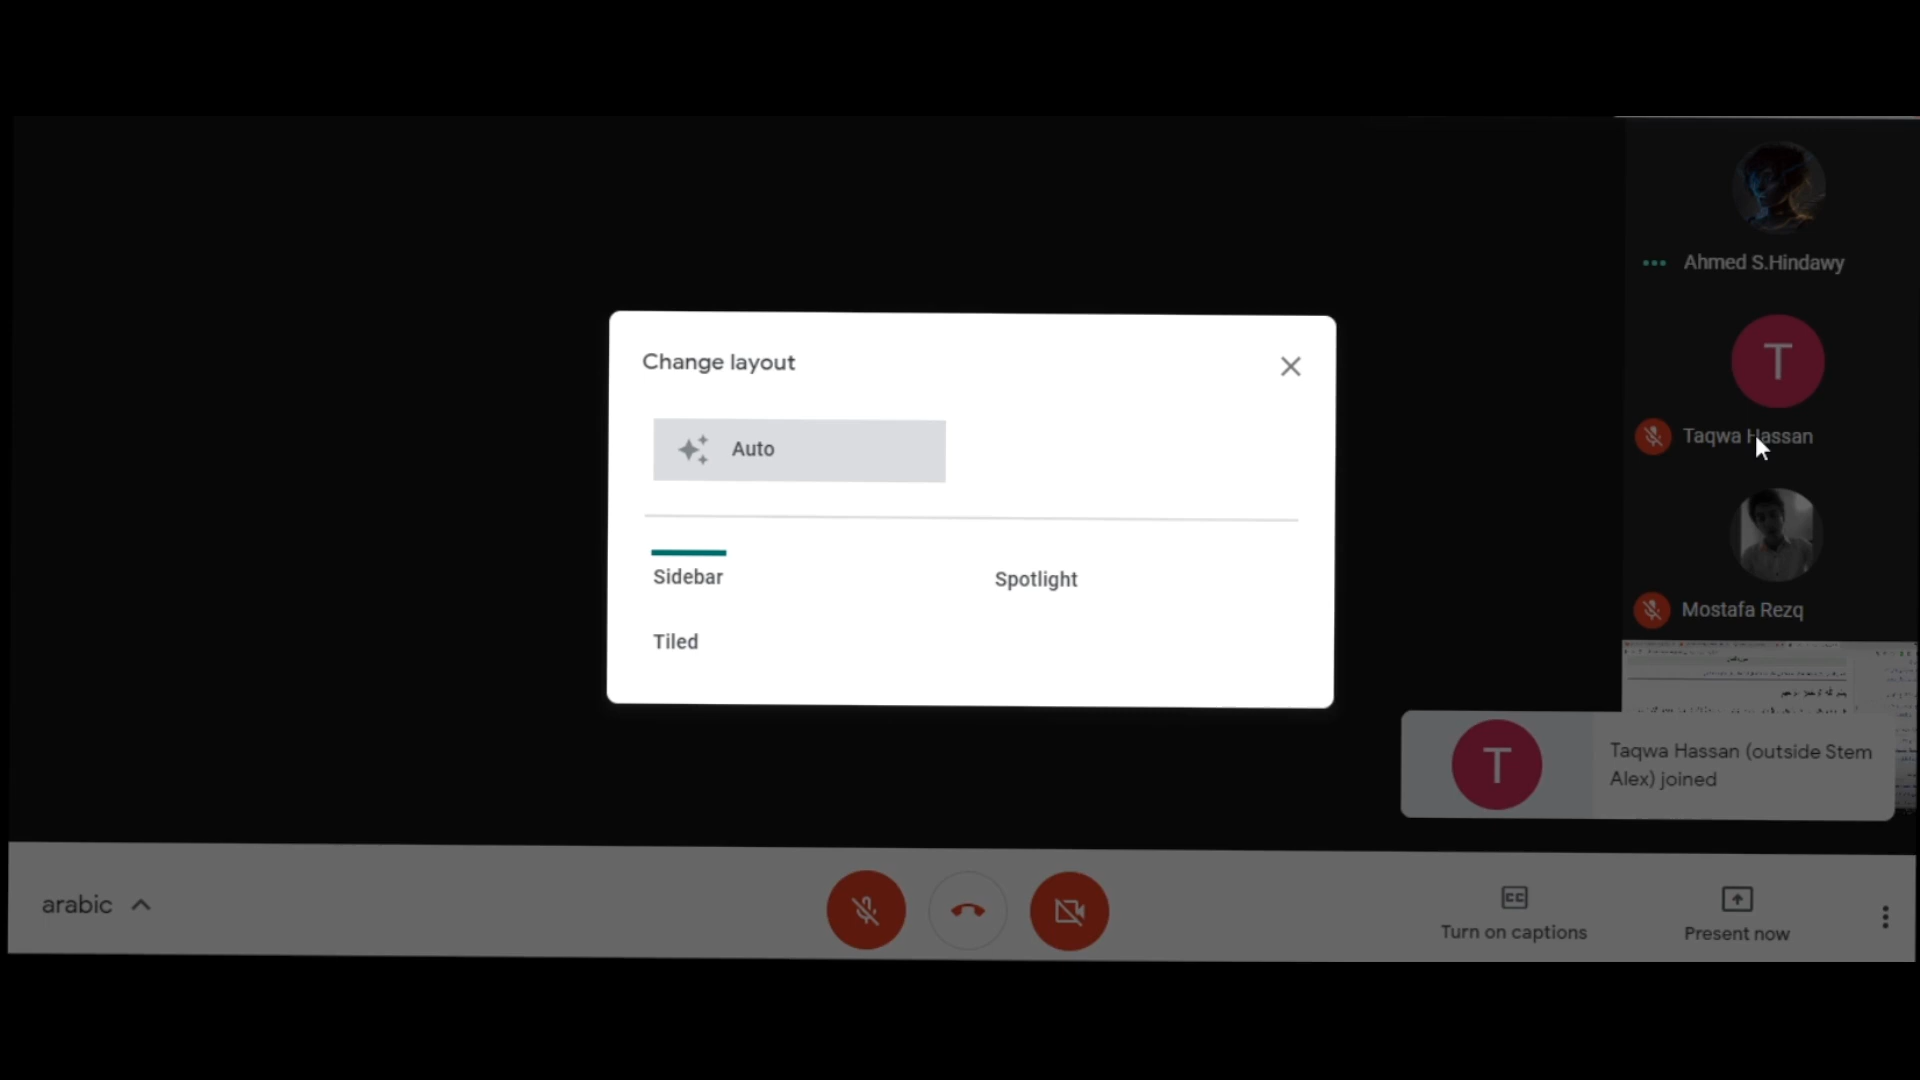 Ahmed S.Hindawy
T
Taqwa Hassan
Mostafa Rezq
Change layout
Auto
Sidebar
Spotlight
Tiled
T
Taqwa Hassan (outside Stem
Alex) joined
arabic
CC
Turn on captions
Present now